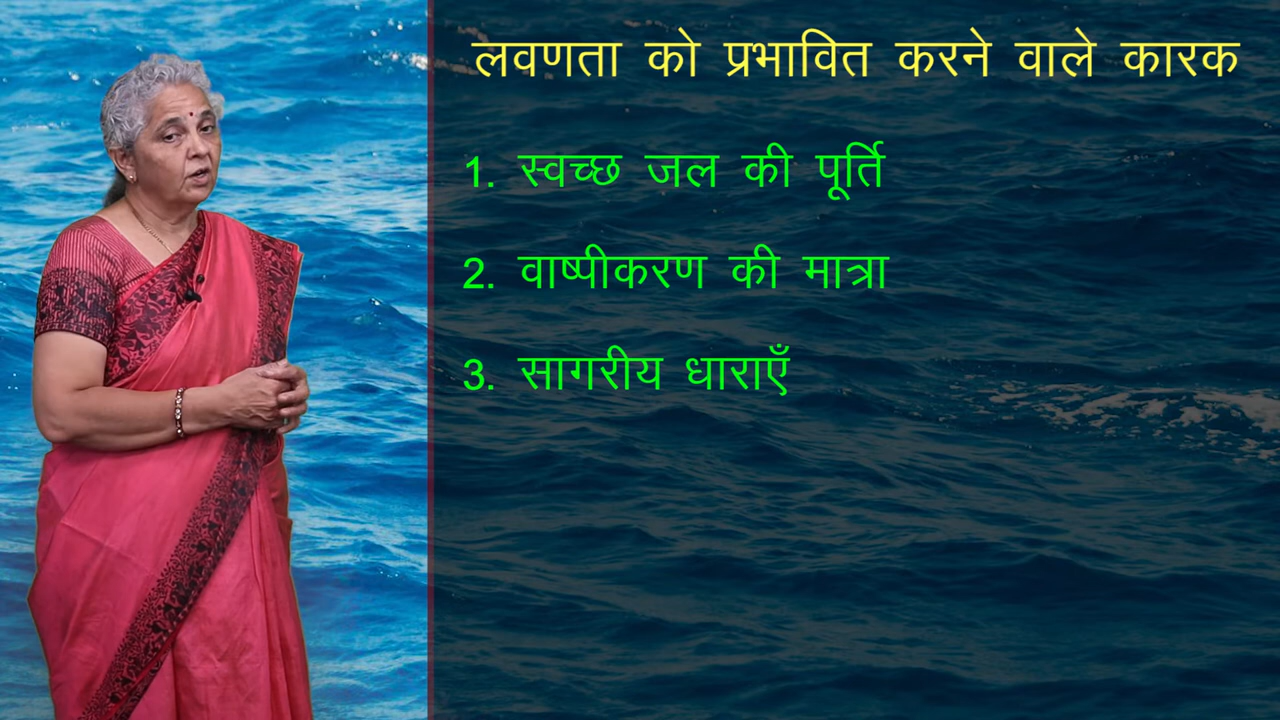 लवणता को प्रभावित करने वाले कारक
1. स्वच्छ जल की पूर्ति
2. वाष्पीकरण की मात्रा
3. सागरीय धाराएँ